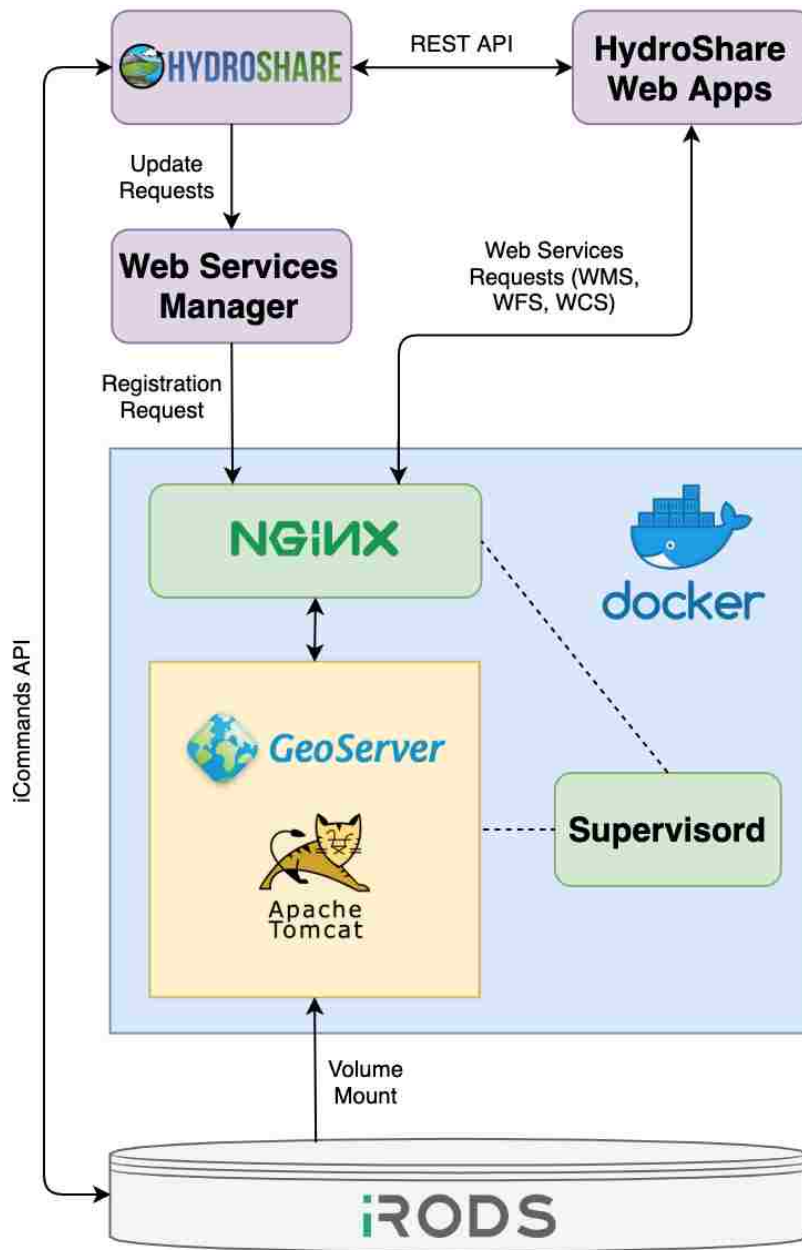 HYDROSHARE
REST API
HydroShare
Web Apps
Update
Requests
Web Services
Manager
Web Services
Requests (WMS,
WFS, WCS)
Registration
Request
NGiNX
docker
iCommands API
GeoServer
Apache
Tomcat
Supervisord
Volume
Mount
iRODS